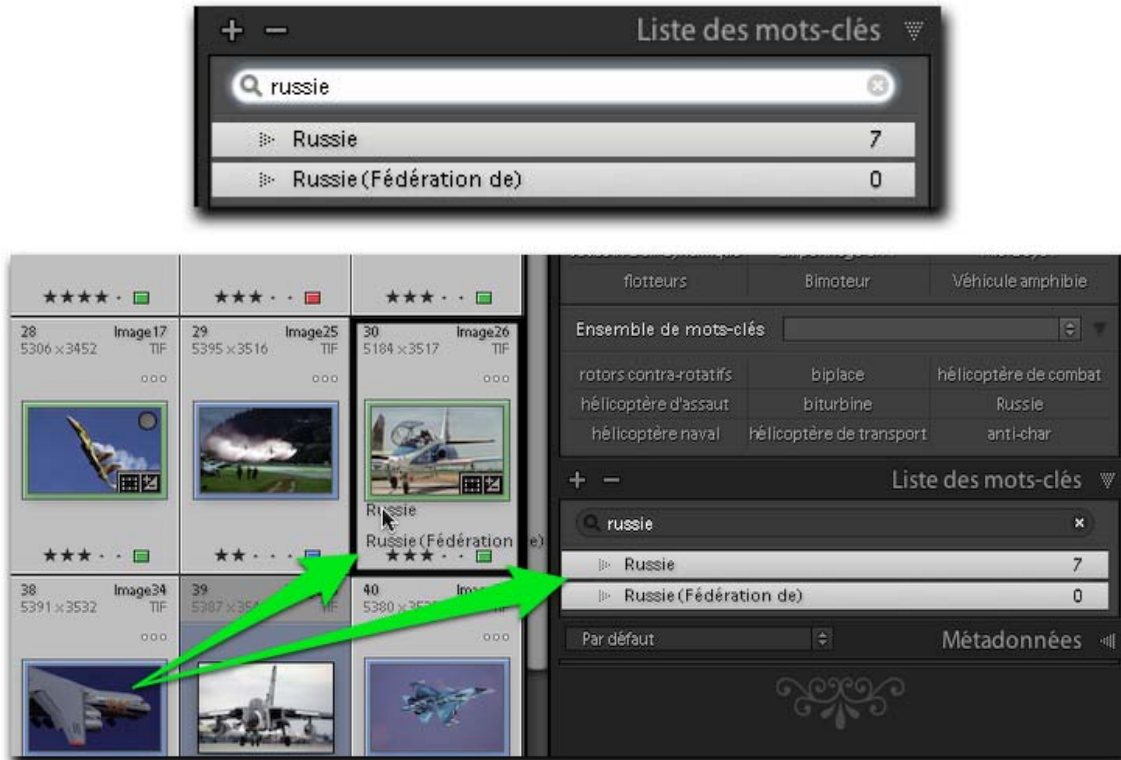 Liste des mots-clés
russie
Russie 7
Russie (Fédération de) 0
flotteurs Bimoteur Véhicule amphibie
28 Image17
5306 x 3452 TIF
29 Image25
5395 x 3516 TIF
30 Image26
5184 x 3517 TIF
Russie
Russie (Fédération de)
38 Image34
5391 x 3532 TIF
39
TIF
40
TIF
Ensemble de mots-clés
rotors contra-rotatifs biplace hélicoptère de combat
hélicoptère d'assaut biturbine Russie
hélicoptère naval hélicoptère de transport anti-char
Liste des mots-clés
russie
Russie 7
Russie (Fédération de) 0
Par défaut Métadonnées